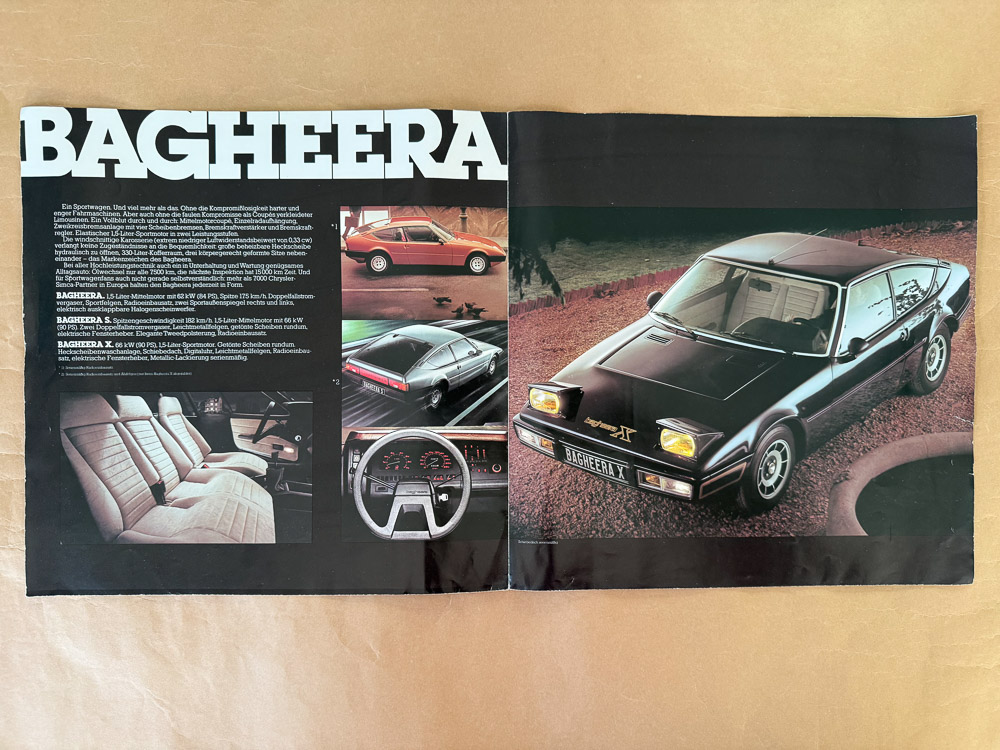 BAGHEERA
Ein Sportwagen. Und viel mehr als das. Ohne die Kompromißlosigkeit harter und
enger Fahrmaschinen. Aber auch ohne die faulen Kompromisse als Coupés verkleideter
Limousinen. Ein Vollblut durch und durch: Mittelmotorcoupé, Einzelradaufhängung,
Zweikreisbremsanlage mit vier Scheibenbremsen, Bremskraftverstärker und Bremskraft-
regler. Elastischer 1,5-Liter-Sportmotor in zwei Leistungsstufen.
Die windschnittige Karosserie (extrem niedriger Luftwiderstandsbeiwert von 0,33 cw)
verlangt keine Zugeständnisse an die Bequemlichkeit: große beheizbare Heckscheibe
hydraulisch zu öffnen, 330-Liter-Kofferraum, drei körpergerecht geformte Sitze neben-
einander – das Markenzeichen des Bagheera.
Bei aller Hochleistungstechnik auch ein in Unterhaltung und Wartung genügsames
Alltagsauto: Ölwechsel nur alle 7500 km, die nächste Inspektion hat 15000 km Zeit. Und
für Sportwagenfans auch nicht gerade selbstverständlich: mehr als 7000 Chrysler-
Simca-Partner in Europa halten den Bagheera jederzeit in Form.
BAGHEERA. 1,5-Liter-Mittelmotor mit 62 kW (84 PS), Spitze 175 km/h. Doppelfallstrom-
vergaser, Sportfelgen, Radioeinbausatz, zwei Sportaußenspiegel rechts und links,
elektrisch ausklappbare Halogenscheinwerfer.
BAGHEERA S. Spitzengeschwindigkeit 182 km/h. 1,5-Liter-Mittelmotor mit 66 kW
(90 PS). Zwei Doppelfallstromvergaser, Leichtmetallfelgen, getönte Scheiben rundum,
elektrische Fensterheber. Elegante Tweedpolsterung, Radioeinbausatz.
BAGHEERA X. 66 kW (90 PS), 1,5-Liter-Sportmotor. Getönte Scheiben rundum.
Heckscheibenwaschanlage, Schiebedach, Digitaluhr, Leichtmetallfelgen, Radioeinbau-
satz, elektrische Fensterheber, Metallic-Lackierung serienmäßig.
*1
*2
BAGHEERA S
bagheera X
BAGHEERA X